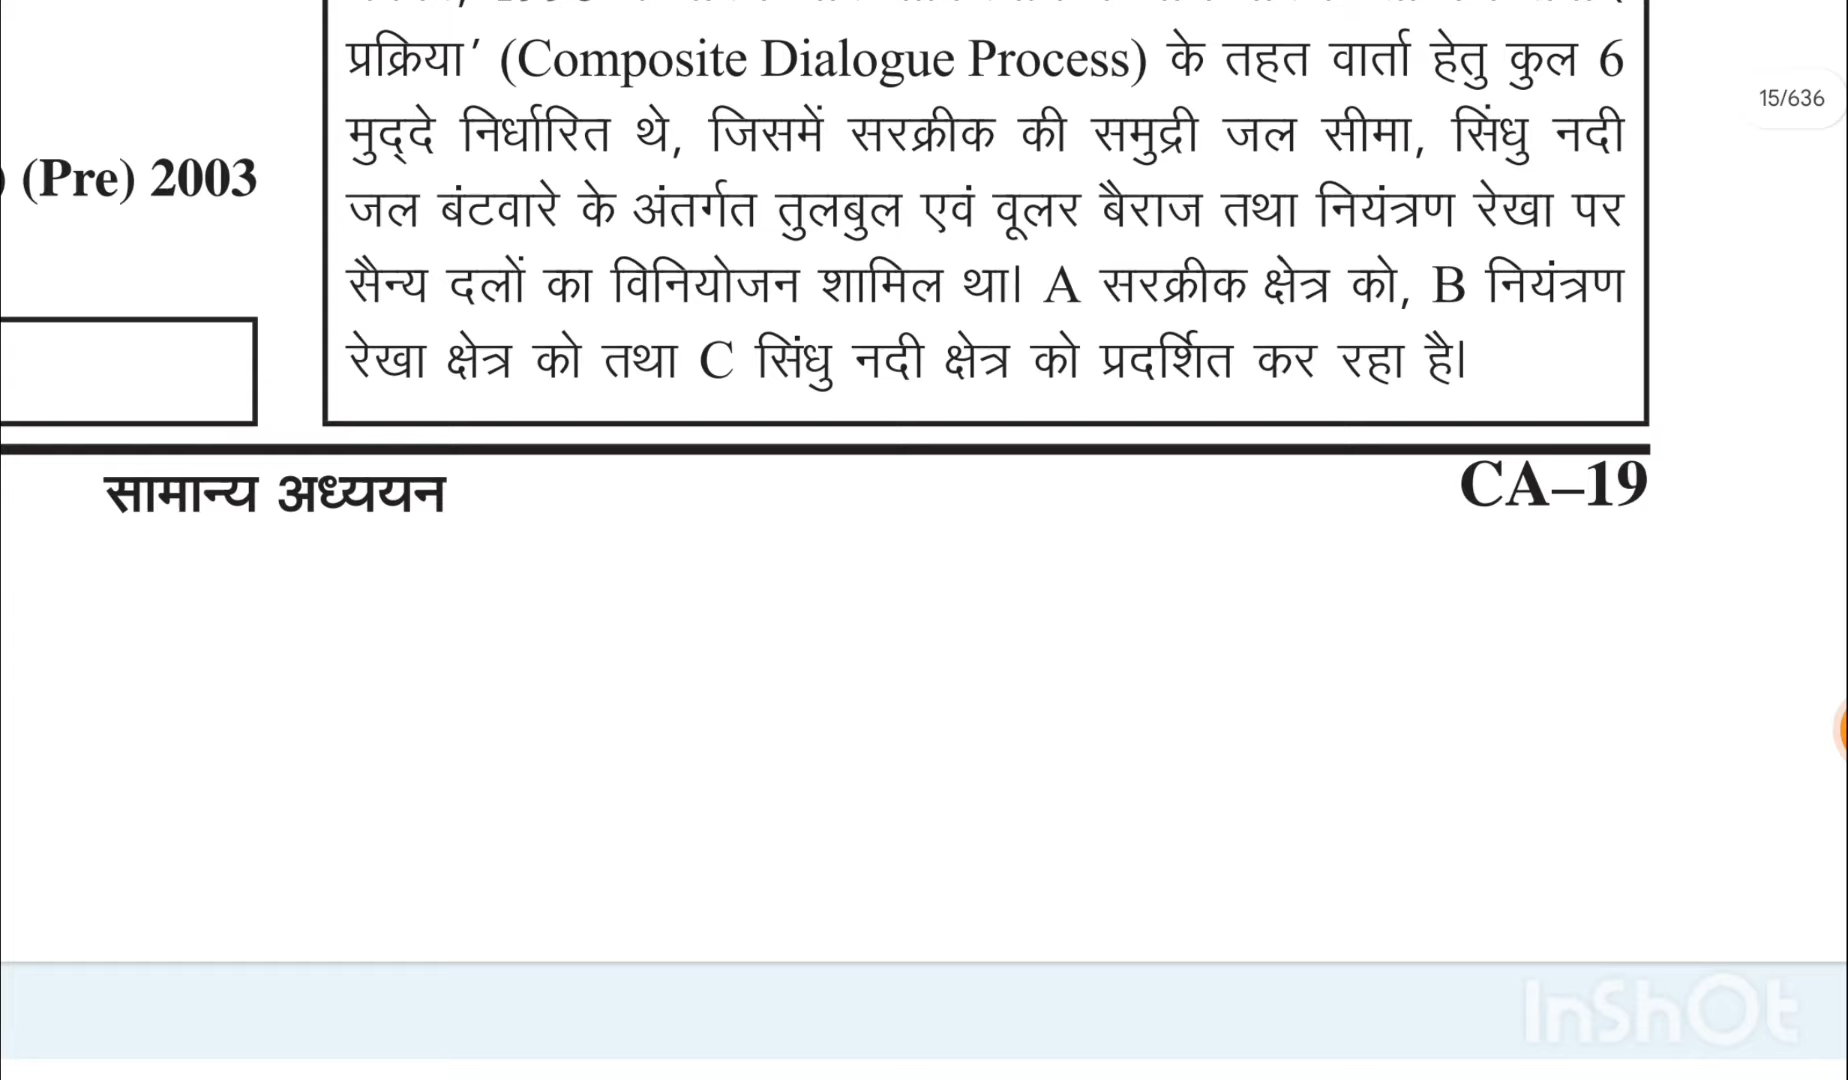 प्रक्रिया’ (Composite Dialogue Process) के तहत वार्ता हेतु कुल 6
मुद्दे निर्धारित थे, जिसमें सरक्रीक की समुद्री जल सीमा, सिंधु नदी
जल बंटवारे के अंतर्गत तुलबुल एवं वूलर बैराज तथा नियंत्रण रेखा पर
सैन्य दलों का विनियोजन शामिल था। A सरक्रीक क्षेत्र को, B नियंत्रण
रेखा क्षेत्र को तथा C सिंधु नदी क्षेत्र को प्रदर्शित कर रहा है।
15/636
(Pre) 2003
सामान्य अध्ययन
CA–19
InShOt